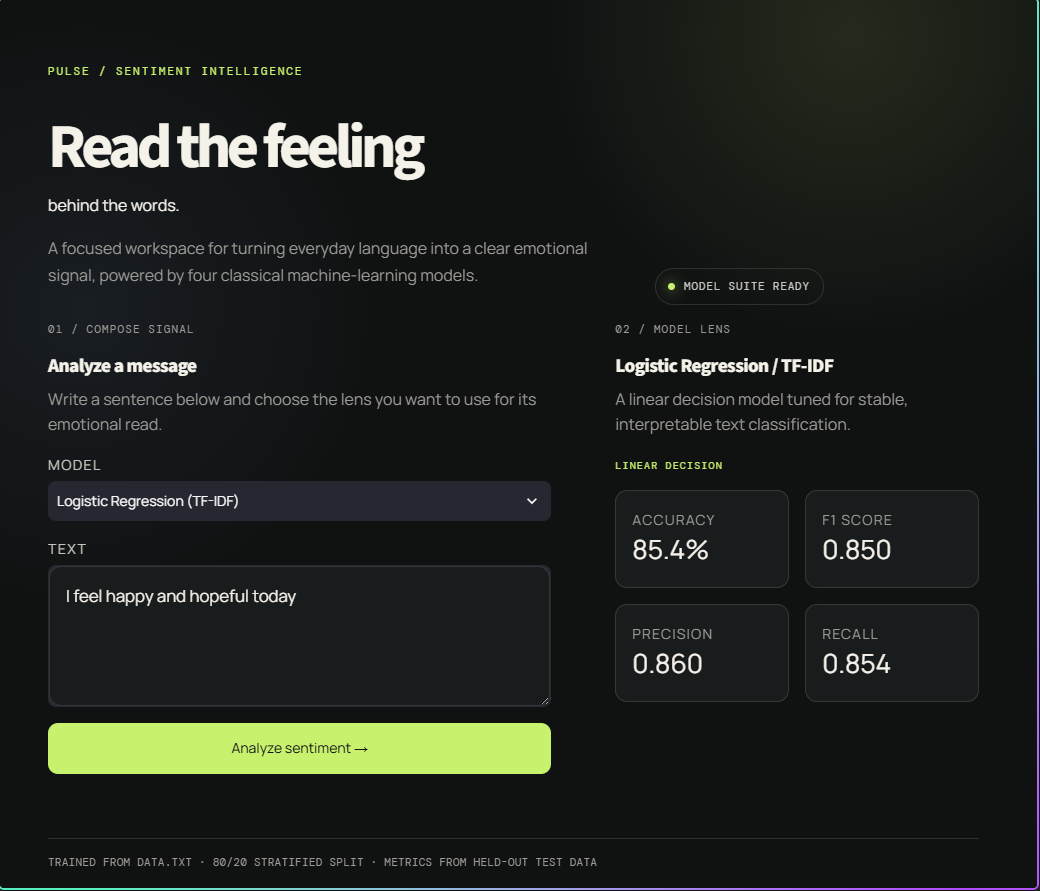 PULSE / SENTIMENT INTELLIGENCE
Read the feeling
behind the words.
A focused workspace for turning everyday language into a clear emotional
signal, powered by four classical machine-learning models.
MODEL SUITE READY
01 / COMPOSE SIGNAL
Analyze a message
Write a sentence below and choose the lens you want to use for its
emotional read.
MODEL
Logistic Regression (TF-IDF)
TEXT
I feel happy and hopeful today
Analyze sentiment →
02 / MODEL LENS
Logistic Regression / TF-IDF
A linear decision model tuned for stable,
interpretable text classification.
LINEAR DECISION
ACCURACY
85.4%
F1 SCORE
0.850
PRECISION
0.860
RECALL
0.854
TRAINED FROM DATA.TXT · 80/20 STRATIFIED SPLIT · METRICS FROM HELD-OUT TEST DATA